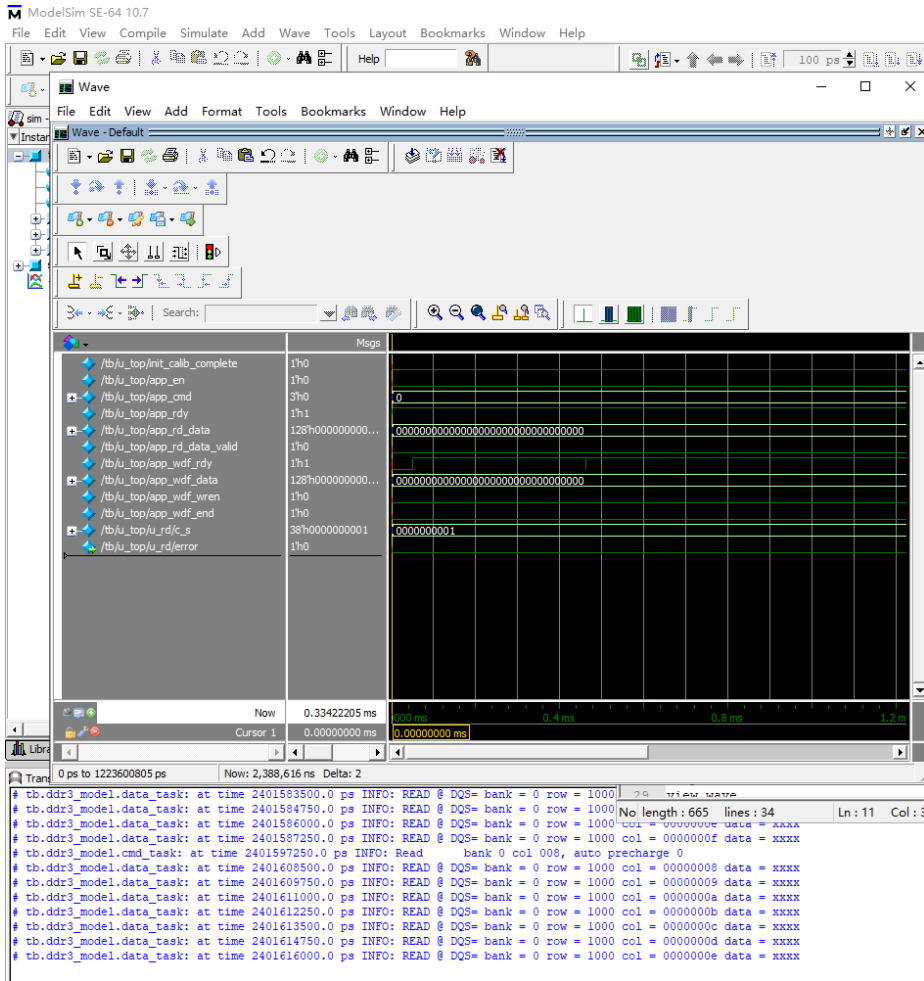 ModelSim SE-64 10.7
File Edit View Compile Simulate Add Wave Tools Layout Bookmarks Window Help
Help
100 ps
Wave
File Edit View Add Format Tools Bookmarks Window Help
sim -
Instan
Wave - Default
Search:
Msgs
/tb/u_top/init_calib_complete 1'h0
/tb/u_top/app_en 1'h0
/tb/u_top/app_cmd 3'h0 0
/tb/u_top/app_rdy 1'h1
/tb/u_top/app_rd_data 128'h000000000... 00000000000000000000000000000000
/tb/u_top/app_rd_data_valid 1'h0
/tb/u_top/app_wdf_rdy 1'h1
/tb/u_top/app_wdf_data 128'h000000000... 00000000000000000000000000000000
/tb/u_top/app_wdf_wren 1'h0
/tb/u_top/app_wdf_end 1'h0
/tb/u_top/u_rd/c_s 38'h0000000001 0000000001
/tb/u_top/u_rd/error 1'h0
Now 0.33422205 ms 000 ms 0.4 ms 0.8 ms 1.2 m
Cursor 1 0.00000000 ms 0.00000000 ms
Libra
0 ps to 1223600805 ps Now: 2,388,616 ns Delta: 2
Tran
# tb.ddr3_model.data_task: at time 2401583500.0 ps INFO: READ @ DQS= bank = 0 row = 1000 29 view wave
# tb.ddr3_model.data_task: at time 2401584750.0 ps INFO: READ @ DQS= bank = 0 row = 1000 No length : 665 lines : 34 Ln : 11 Col : 3
# tb.ddr3_model.data_task: at time 2401586000.0 ps INFO: READ @ DQS= bank = 0 row = 1000 col = 0000000e data = xxxx
# tb.ddr3_model.data_task: at time 2401587250.0 ps INFO: READ @ DQS= bank = 0 row = 1000 col = 0000000f data = xxxx
# tb.ddr3_model.cmd_task: at time 2401597250.0 ps INFO: Read bank 0 col 008, auto precharge 0
# tb.ddr3_model.data_task: at time 2401608500.0 ps INFO: READ @ DQS= bank = 0 row = 1000 col = 00000008 data = xxxx
# tb.ddr3_model.data_task: at time 2401609750.0 ps INFO: READ @ DQS= bank = 0 row = 1000 col = 00000009 data = xxxx
# tb.ddr3_model.data_task: at time 2401611000.0 ps INFO: READ @ DQS= bank = 0 row = 1000 col = 0000000a data = xxxx
# tb.ddr3_model.data_task: at time 2401612250.0 ps INFO: READ @ DQS= bank = 0 row = 1000 col = 0000000b data = xxxx
# tb.ddr3_model.data_task: at time 2401613500.0 ps INFO: READ @ DQS= bank = 0 row = 1000 col = 0000000c data = xxxx
# tb.ddr3_model.data_task: at time 2401614750.0 ps INFO: READ @ DQS= bank = 0 row = 1000 col = 0000000d data = xxxx
# tb.ddr3_model.data_task: at time 2401616000.0 ps INFO: READ @ DQS= bank = 0 row = 1000 col = 0000000e data = xxxx